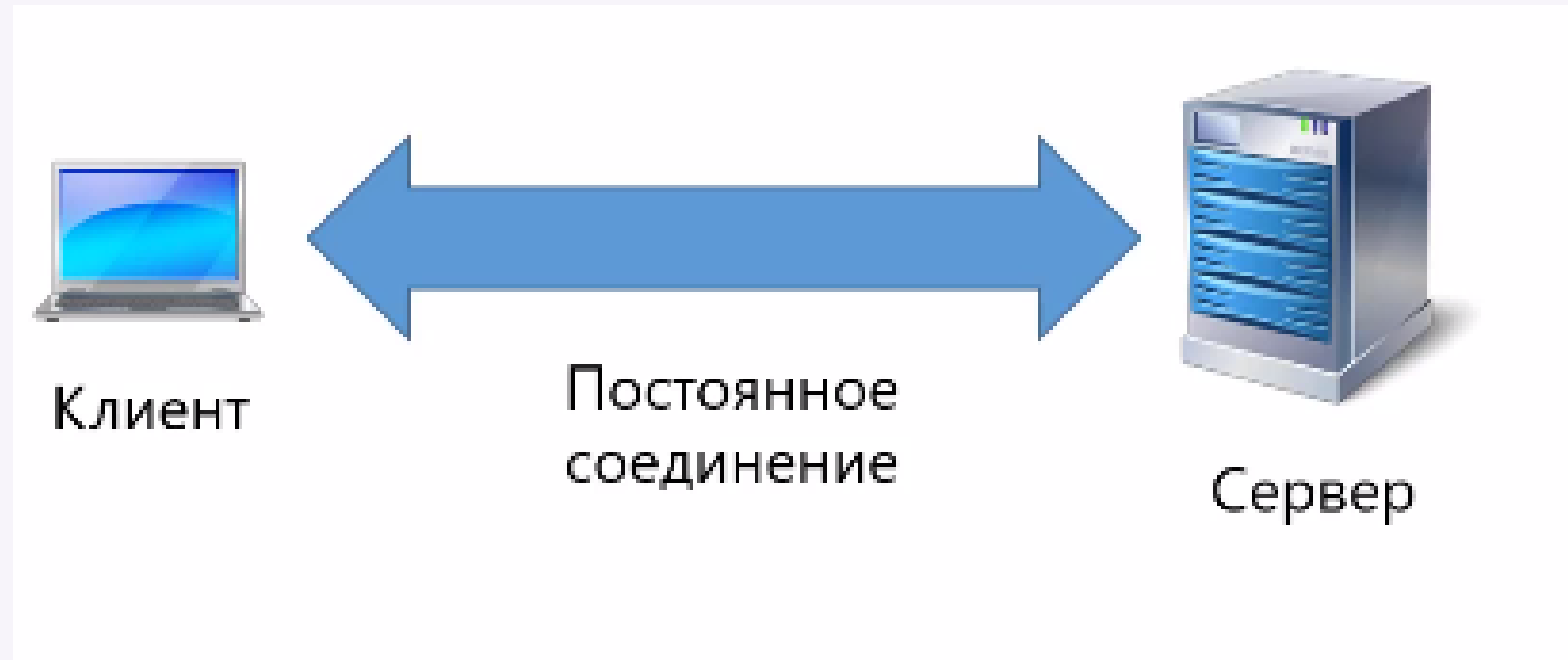 Клиент
Постоянное
соединение
Сервер